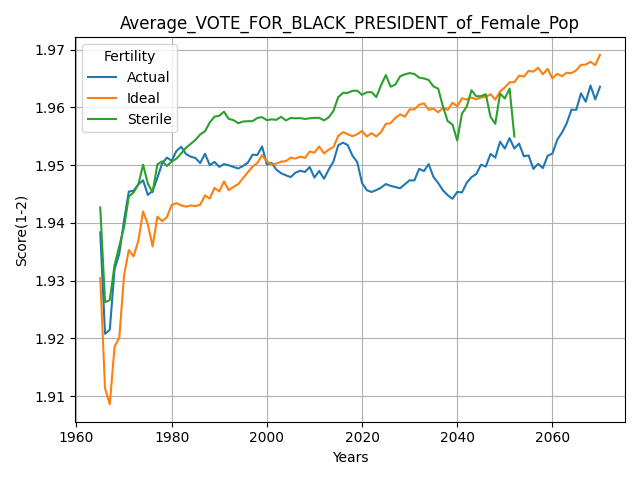 Average_VOTE_FOR_BLACK_PRESIDENT_of_Female_Pop
Fertility
Actual
Ideal
Sterile
Score(1-2)
1.97
1.96
1.95
1.94
1.93
1.92
1.91
1960
1980
2000
2020
2040
2060
Years